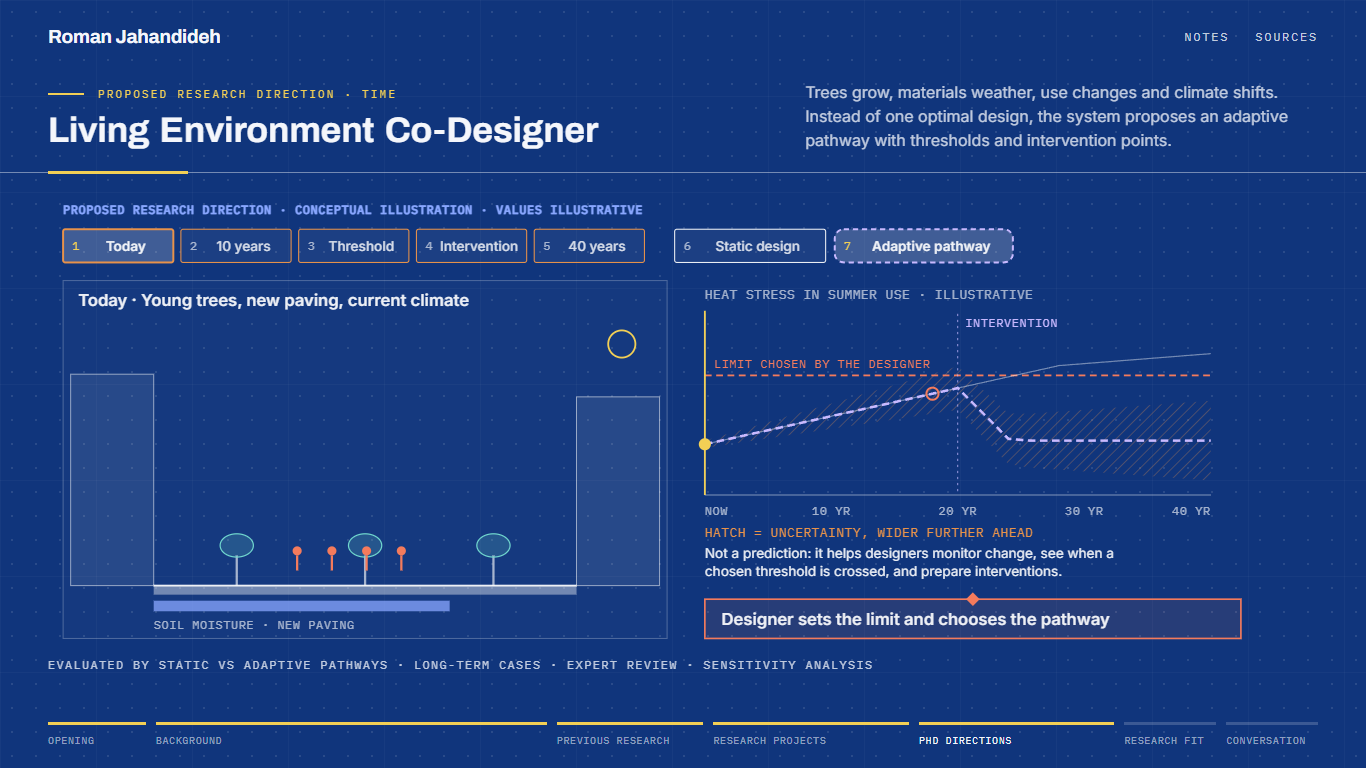 Roman Jahandideh
NOTES SOURCES
PROPOSED RESEARCH DIRECTION · TIME
Living Environment Co-Designer
Trees grow, materials weather, use changes and climate shifts.
Instead of one optimal design, the system proposes an adaptive
pathway with thresholds and intervention points.
PROPOSED RESEARCH DIRECTION · CONCEPTUAL ILLUSTRATION · VALUES ILLUSTRATIVE
1 Today
2 10 years
3 Threshold
4 Intervention
5 40 years
6 Static design
7 Adaptive pathway
Today · Young trees, new paving, current climate
SOIL MOISTURE · NEW PAVING
HEAT STRESS IN SUMMER USE · ILLUSTRATIVE
INTERVENTION
LIMIT CHOSEN BY THE DESIGNER
NOW 10 YR 20 YR 30 YR 40 YR
HATCH = UNCERTAINTY, WIDER FURTHER AHEAD
Not a prediction: it helps designers monitor change, see when a
chosen threshold is crossed, and prepare interventions.
Designer sets the limit and chooses the pathway
EVALUATED BY STATIC VS ADAPTIVE PATHWAYS · LONG-TERM CASES · EXPERT REVIEW · SENSITIVITY ANALYSIS
OPENING BACKGROUND PREVIOUS RESEARCH RESEARCH PROJECTS PHD DIRECTIONS RESEARCH FIT CONVERSATION